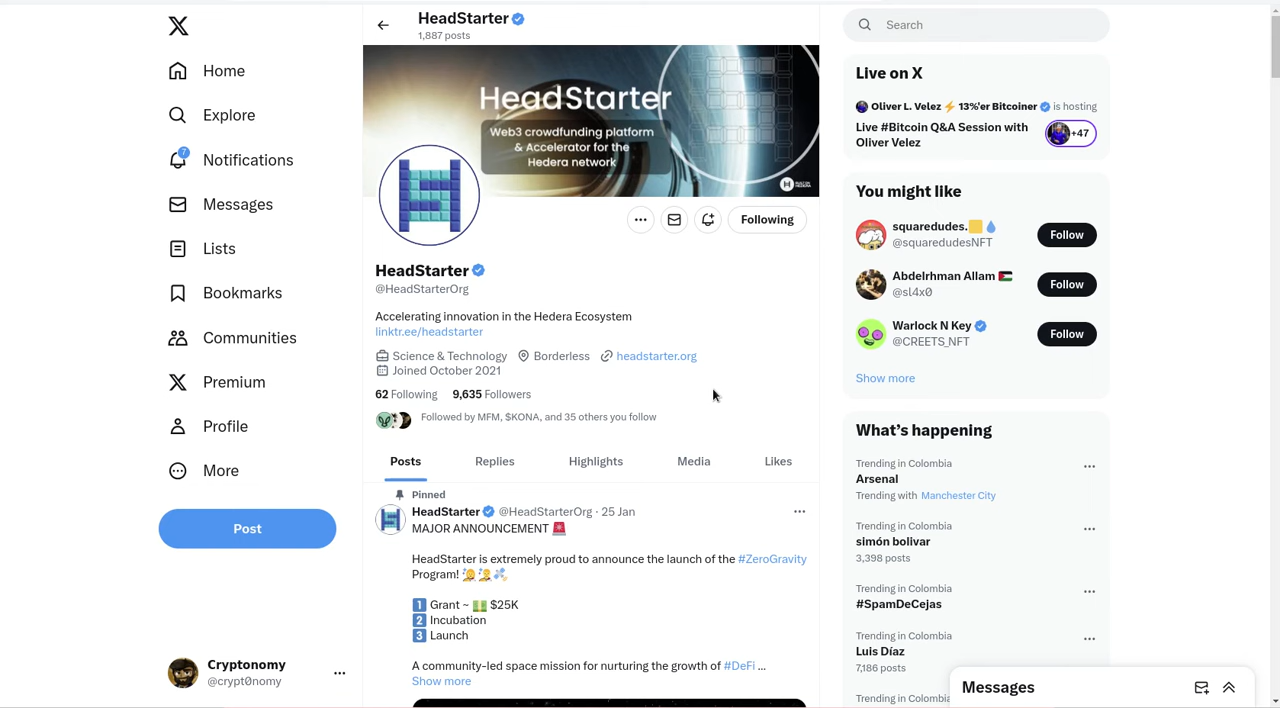 Home
Explore
7
Notifications
Messages
Lists
Bookmarks
Communities
Premium
Profile
More
Post
Cryptonomy
@crypt0nomy
HeadStarter
1,887 posts
HeadStarter
Web3 crowdfunding platform
& Accelerator for the
Hedera network
Following
HeadStarter
@HeadStarterOrg
Accelerating innovation in the Hedera Ecosystem
linktr.ee/headstarter
Science & Technology Borderless headstarter.org
Joined October 2021
62 Following 9,635 Followers
Followed by MFM, $KONA, and 35 others you follow
Posts Replies Highlights Media Likes
Pinned
HeadStarter @HeadStarterOrg · 25 Jan
MAJOR ANNOUNCEMENT 🚨
HeadStarter is extremely proud to announce the launch of the #ZeroGravity
Program! 🧑‍🚀🧑‍🚀🛰️
1️⃣ Grant ~ 💵 $25K
2️⃣ Incubation
3️⃣ Launch
A community-led space mission for nurturing the growth of #DeFi ...
Show more
Search
Live on X
Oliver L. Velez ⚡ 13%'er Bitcoiner is hosting
Live #Bitcoin Q&A Session with
Oliver Velez
+47
You might like
squaredudes.🟨💧
@squaredudesNFT
Follow
Abdelrhman Allam 🇵🇸
@sl4x0
Follow
Warlock N Key
@CREETS_NFT
Follow
Show more
What's happening
Trending in Colombia
Arsenal
Trending with Manchester City
Trending in Colombia
simón bolivar
3,398 posts
Trending in Colombia
#SpamDeCejas
Trending in Colombia
Luis Díaz
7,186 posts
Trending in Colombia
Messages